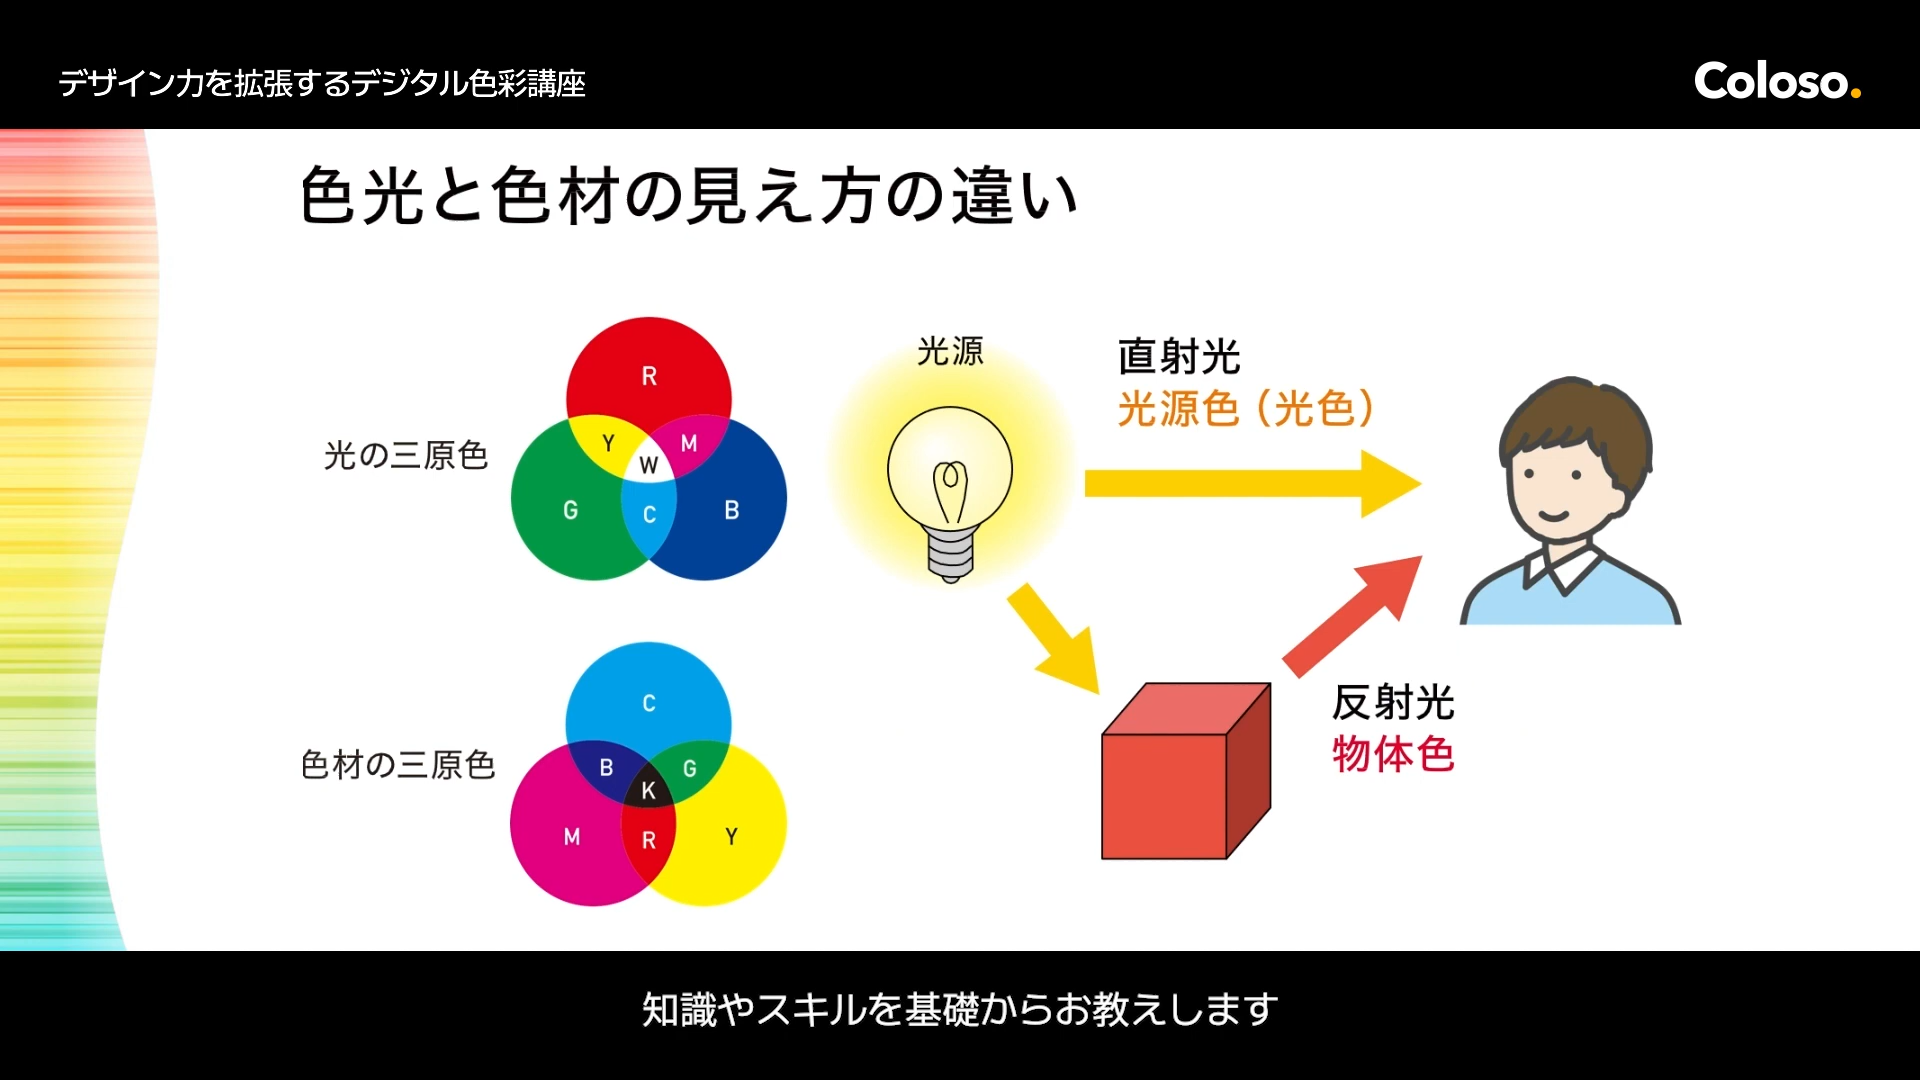 デザイン力を拡張するデジタル色彩講座
Coloso.
色光と色材の見え方の違い
光の三原色
R
Y
M
W
G
C
B
色材の三原色
C
B
G
K
M
R
Y
光源
直射光
光源色（光色）
反射光
物体色
知識やスキルを基礎からお教えします